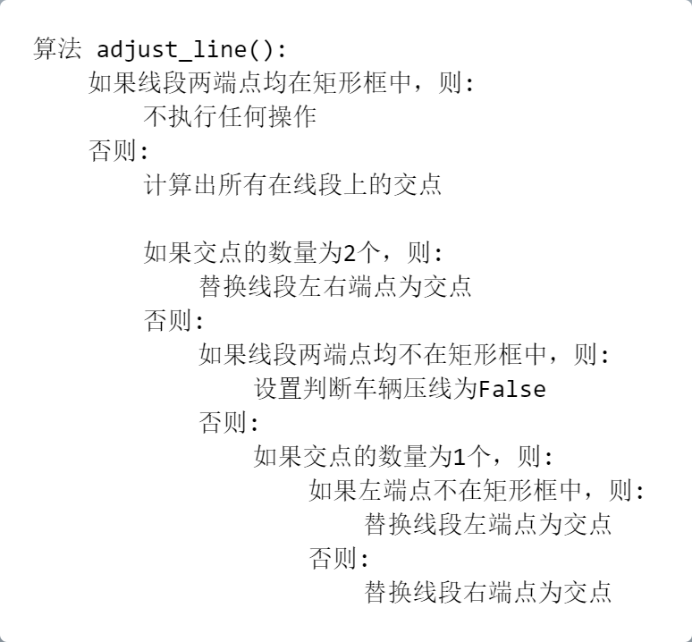 算法 adjust_line():
如果线段两端点均在矩形框中，则:
不执行任何操作
否则:
计算出所有在线段上的交点
如果交点的数量为2个，则:
替换线段左右端点为交点
否则:
如果线段两端点均不在矩形框中，则:
设置判断车辆压线为False
否则:
如果交点的数量为1个，则:
如果左端点不在矩形框中，则:
替换线段左端点为交点
否则:
替换线段右端点为交点